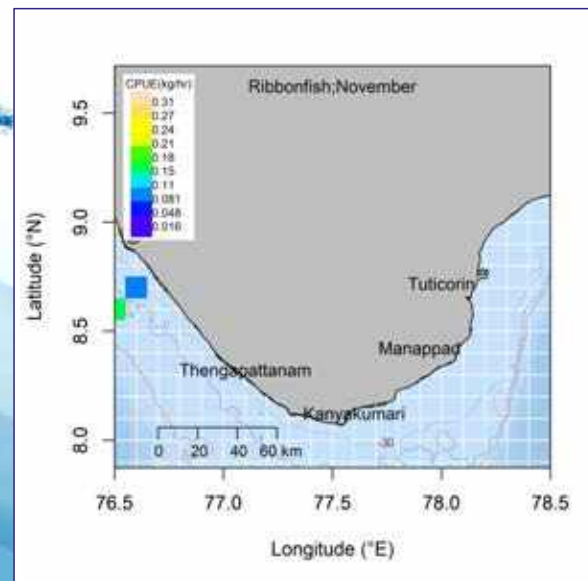 CPUE(kg/hr)
Ribbonfish;November
0.31
0.27
0.24
0.21
0.18
0.15
0.11
0.081
0.048
0.016
9.5
9.0
8.5
8.0
Latitude (°N)
Tuticorin
Manappad
Thengapattanam
Kanyakumari
-30
0 20 40 60 km
76.5 77.0 77.5 78.0 78.5
Longitude (°E)